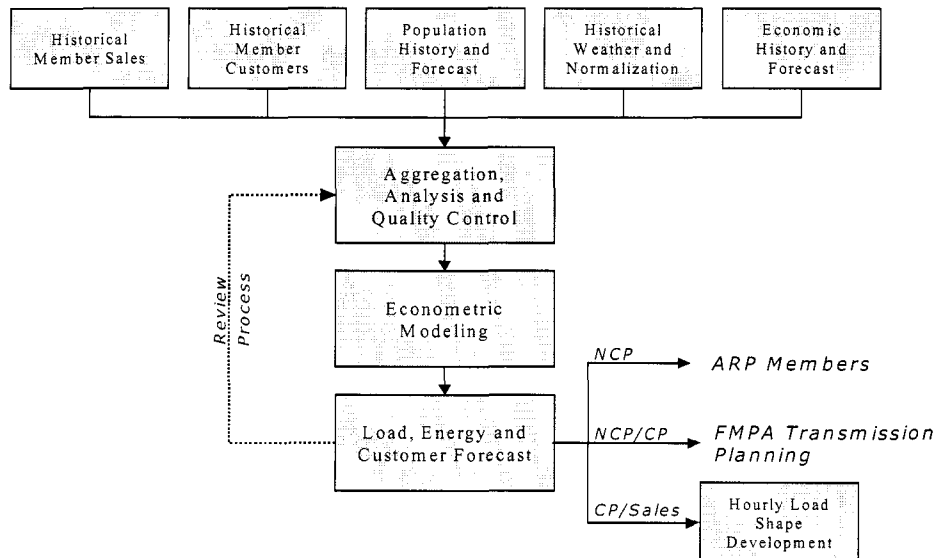 Historical
Member Sales
Historical
Member
Customers
Population
History and
Forecast
Historical
Weather and
Normalization
Economic
History and
Forecast
Aggregation,
Analysis and
Quality Control
Review
Process
Econometric
Modeling
Load, Energy and
Customer Forecast
NCP
ARP Members
NCP/CP
FMPA Transmission
Planning
CP/Sales
Hourly Load
Shape
Development